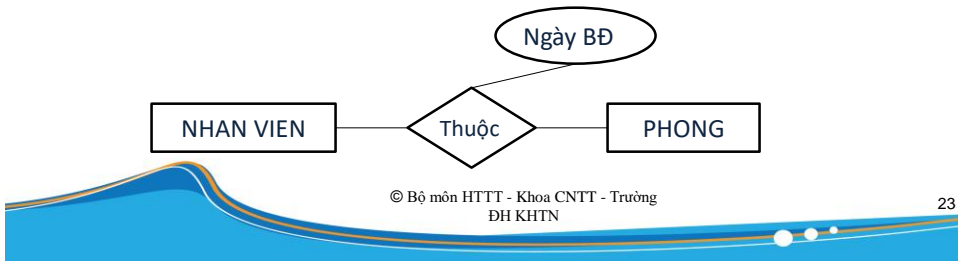 Ngày BĐ
NHAN VIEN
Thuộc
PHONG
© Bộ môn HTTT - Khoa CNTT - Trường
ĐH KHTN
23